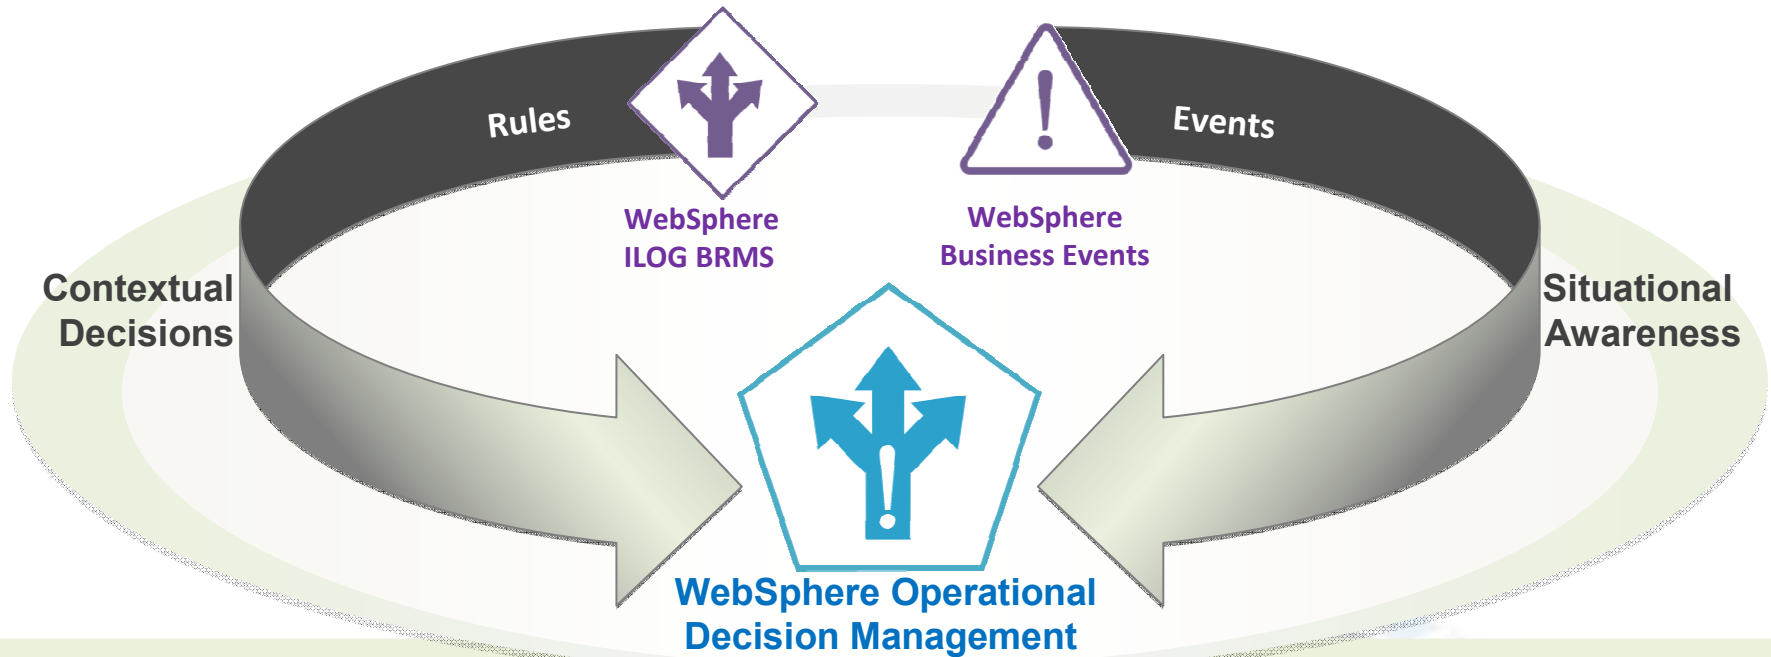 Rules
Events
WebSphere
ILOG BRMS
WebSphere
Business Events
Contextual
Decisions
Situational
Awareness
WebSphere Operational
Decision Management